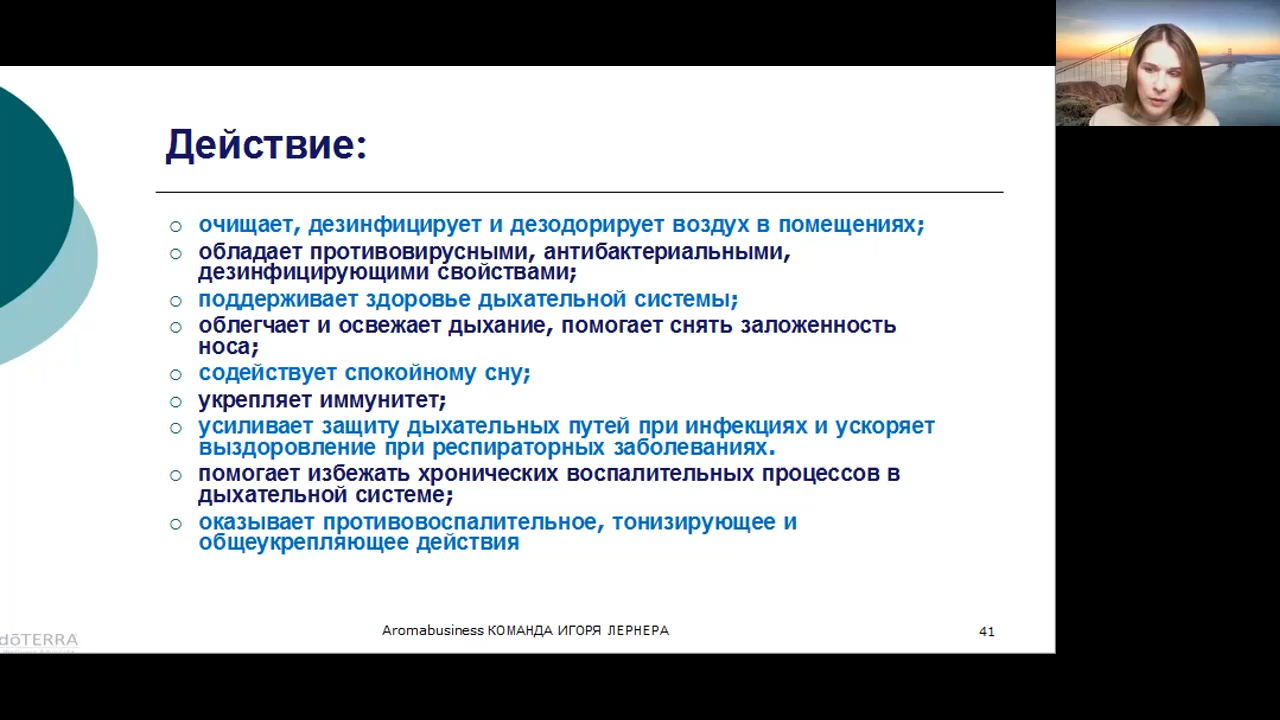 Действие:
очищает, дезинфицирует и дезодорирует воздух в помещениях;
обладает противовирусными, антибактериальными,
дезинфицирующими свойствами;
поддерживает здоровье дыхательной системы;
облегчает и освежает дыхание, помогает снять заложенность
носа;
содействует спокойному сну;
укрепляет иммунитет;
усиливает защиту дыхательных путей при инфекциях и ускоряет
выздоровление при респираторных заболеваниях.
помогает избежать хронических воспалительных процессов в
дыхательной системе;
оказывает противовоспалительное, тонизирующее и
общеукрепляющее действия
dōTERRA
Aromabusiness КОМАНДА ИГОРЯ ЛЕРНЕРА
41